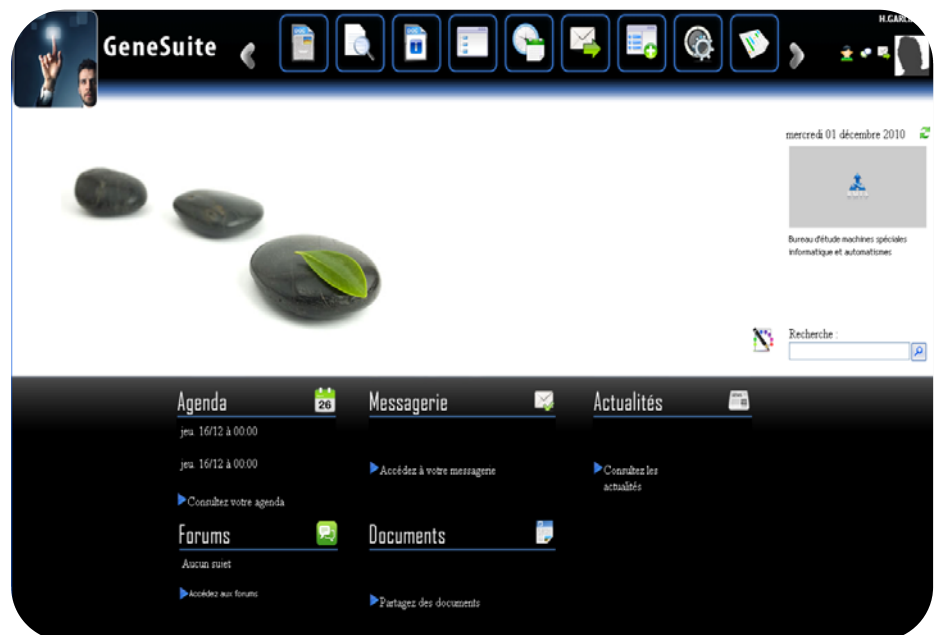 GeneSuite
mercredi 01 décembre 2010
Bureau d'étude machines spéciales
informatique et automatismes
Recherche :
Agenda
26
jeu. 16/12 à 00:00
jeu. 16/12 à 00:00
Consultez votre agenda
Messagerie
Accédez à votre messagerie
Actualités
Consultez les
actualités
Forums
Aucun sujet
Accédez aux forums
Documents
Partagez des documents